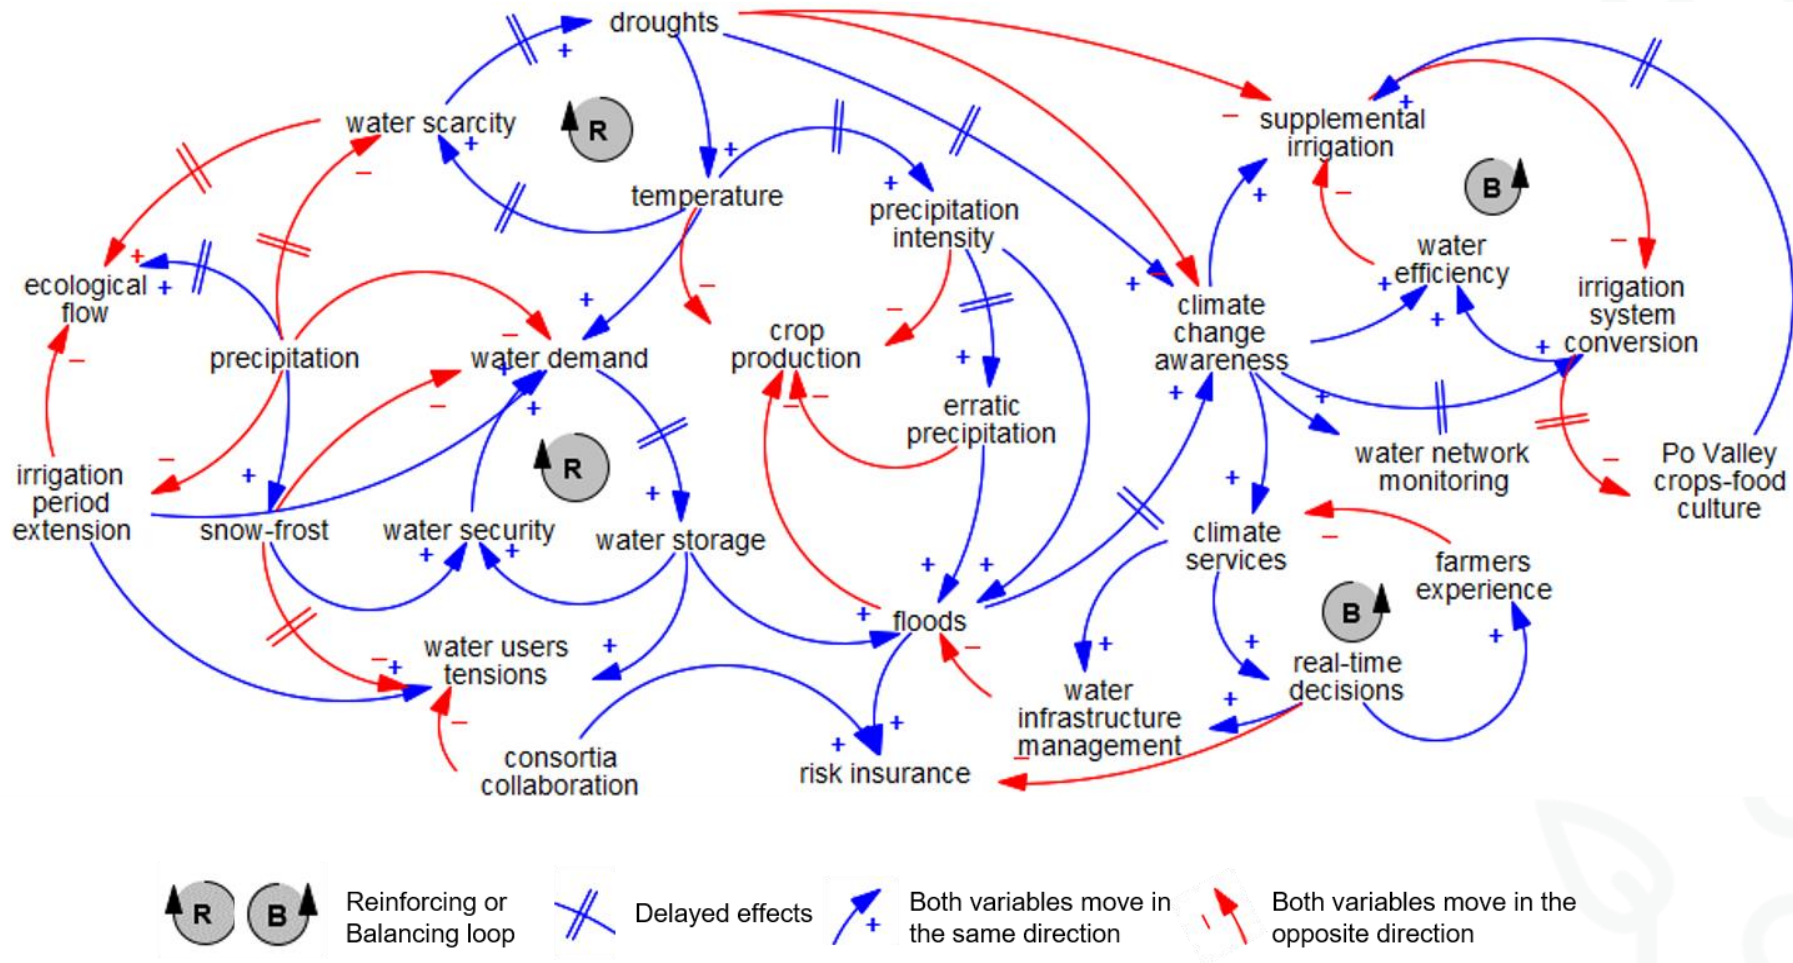 droughts
water scarcity
R
temperature
precipitation
intensity
supplemental
irrigation
B
water
efficiency
irrigation
system
conversion
ecological
flow
precipitation
water demand
crop
production
climate
change
awareness
erratic
precipitation
water network
monitoring
Po Valley
crops-food
culture
irrigation
period
extension
snow-frost
water security
R
water storage
climate
services
farmers
experience
B
floods
water users
tensions
real-time
decisions
water
infrastructure
management
consortia
collaboration
risk insurance
R
B
Reinforcing or
Balancing loop
Delayed effects
+
Both variables move in
the same direction
-
Both variables move in the
opposite direction